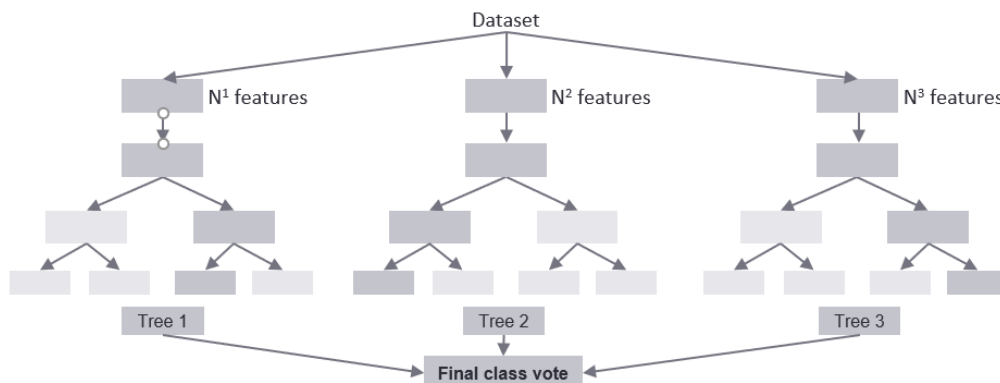 Dataset
N¹ features
N² features
N³ features
Tree 1
Tree 2
Tree 3
Final class vote